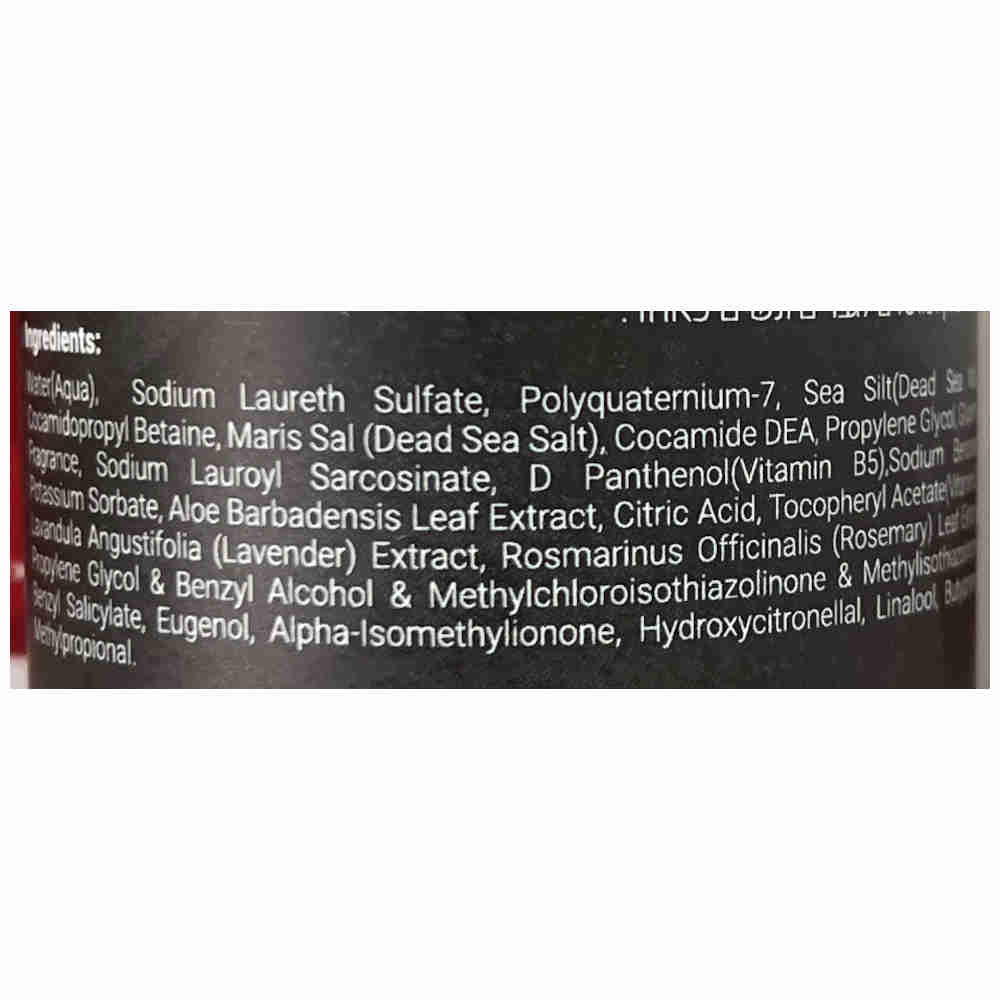 Ingredients:
Water(Aqua), Sodium Laureth Sulfate, Polyquaternium-7, Sea Silt(Dead Sea
Cocamidopropyl Betaine, Maris Sal (Dead Sea Salt), Cocamide DEA, Propylene Glycol,
Fragrance, Sodium Lauroyl Sarcosinate, D Panthenol(Vitamin B5),Sodium
Potassium Sorbate, Aloe Barbadensis Leaf Extract, Citric Acid, Tocopheryl Acetate
Lavandula Angustifolia (Lavender) Extract, Rosmarinus Officinalis (Rosemary) Leaf
Propylene Glycol & Benzyl Alcohol & Methylchloroisothiazolinone &
Benzyl Salicylate, Eugenol, Alpha-Isomethylionone, Hydroxycitronellal, Linalool,
Methylpropional.